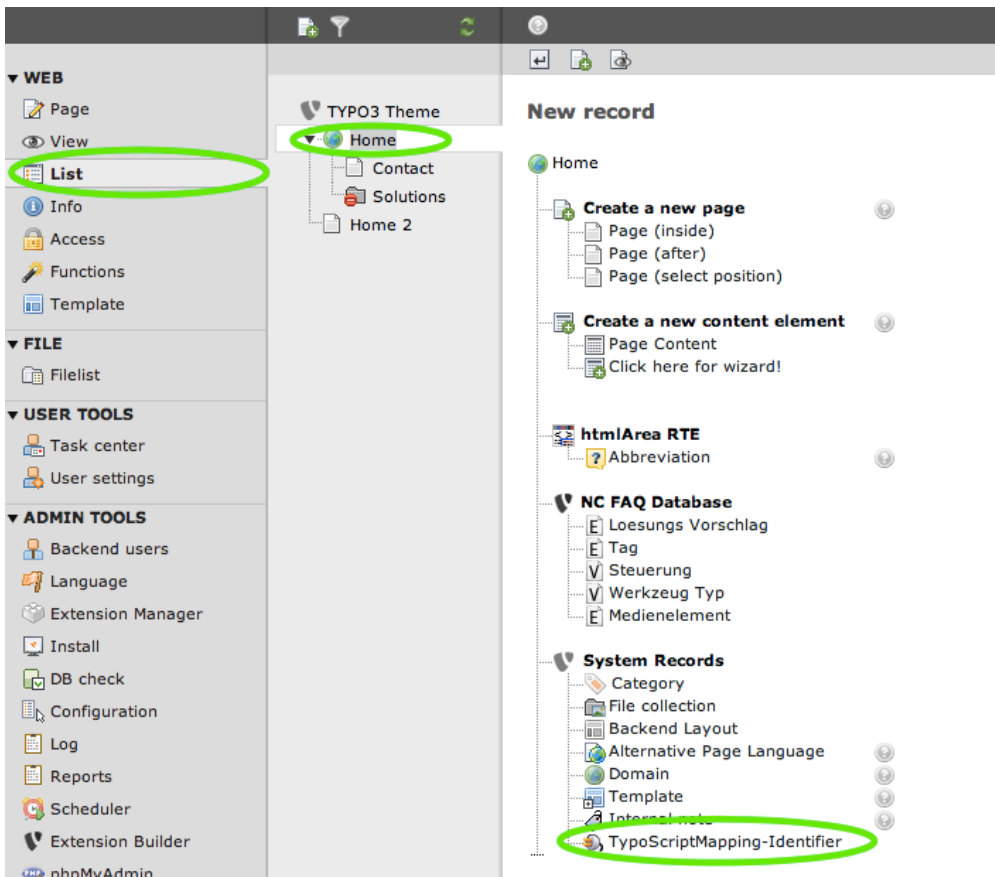 WEB
Page
View
List
Info
Access
Functions
Template
FILE
Filelist
USER TOOLS
Task center
User settings
ADMIN TOOLS
Backend users
Language
Extension Manager
Install
DB check
Configuration
Log
Reports
Scheduler
Extension Builder
phpMyAdmin
TYPO3 Theme
Home
Contact
Solutions
Home 2
New record
Home
Create a new page
Page (inside)
Page (after)
Page (select position)
Create a new content element
Page Content
Click here for wizard!
htmlArea RTE
Abbreviation
NC FAQ Database
E Loesungs Vorschlag
E Tag
V Steuerung
V Werkzeug Typ
E Medienelement
System Records
Category
File collection
Backend Layout
Alternative Page Language
Domain
Template
Internal note
TypoScriptMapping-Identifier